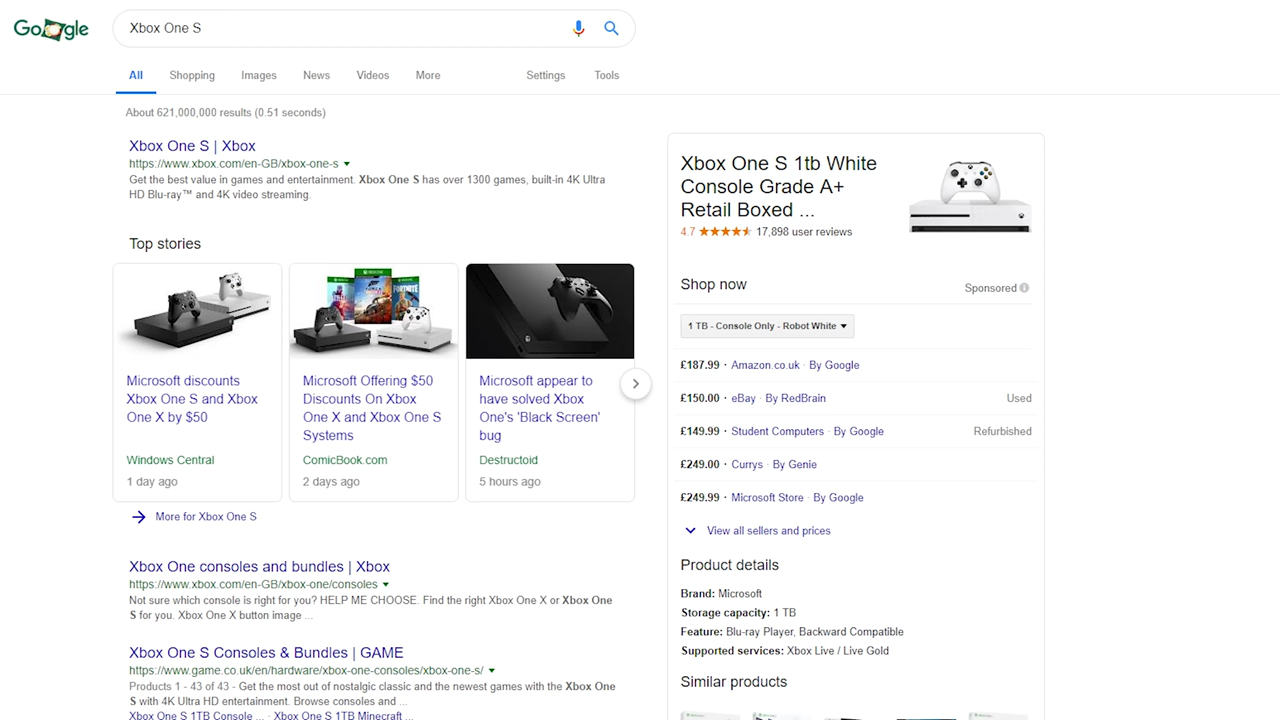 Google
Xbox One S
All
Shopping
Images
News
Videos
More
Settings
Tools
About 621,000,000 results (0.51 seconds)
Xbox One S | Xbox
https://www.xbox.com/en-GB/xbox-one-s
Get the best value in games and entertainment. Xbox One S has over 1300 games, built-in 4K Ultra
HD Blu-ray™ and 4K video streaming.
Top stories
FORTNITE
Microsoft discounts
Xbox One S and Xbox
One X by $50
Windows Central
1 day ago
Microsoft Offering $50
Discounts On Xbox
One X and Xbox One S
Systems
ComicBook.com
2 days ago
Microsoft appear to
have solved Xbox
One's 'Black Screen'
bug
Destructoid
5 hours ago
More for Xbox One S
Xbox One consoles and bundles | Xbox
https://www.xbox.com/en-GB/xbox-one/consoles
Not sure which console is right for you? HELP ME CHOOSE. Find the right Xbox One X or Xbox One
S for you. Xbox One X button image ...
Xbox One S Consoles & Bundles | GAME
https://www.game.co.uk/en/hardware/xbox-one-consoles/xbox-one-s/
Products 1 - 43 of 43 - Get the most out of nostalgic classic and the newest games with the Xbox One
S with 4K Ultra HD entertainment. Browse consoles and ...
Xbox One S 1TB Console ... · Xbox One S 1TB Minecraft ...
Xbox One S 1tb White
Console Grade A+
Retail Boxed ...
4.7 17,898 user reviews
Shop now
Sponsored
1 TB - Console Only - Robot White
£187.99 · Amazon.co.uk · By Google
£150.00 · eBay · By RedBrain Used
£149.99 · Student Computers · By Google Refurbished
£249.00 · Currys · By Genie
£249.99 · Microsoft Store · By Google
View all sellers and prices
Product details
Brand: Microsoft
Storage capacity: 1 TB
Feature: Blu-ray Player, Backward Compatible
Supported services: Xbox Live / Live Gold
Similar products